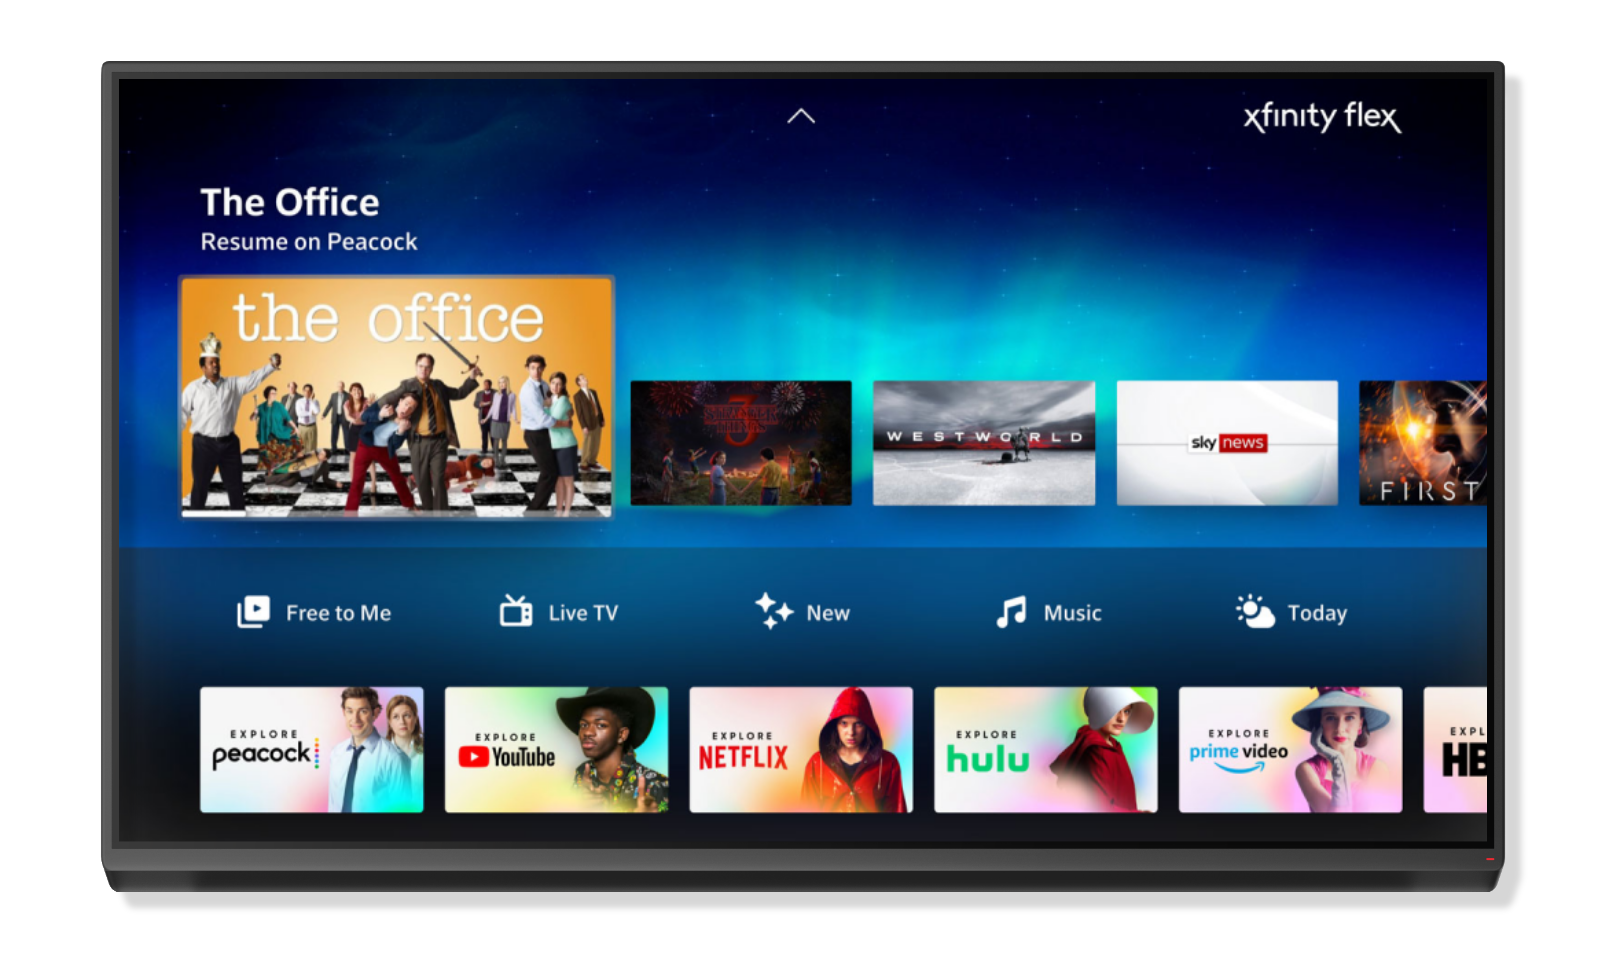 xfinity flex
The Office
Resume on Peacock
the office
STRANGER
3
THINGS
WESTWORLD
sky news
FIRST
Free to Me
Live TV
New
Music
Today
EXPLORE
peacock
EXPLORE
YouTube
EXPLORE
NETFLIX
EXPLORE
hulu
EXPLORE
prime video
EXPL
HB